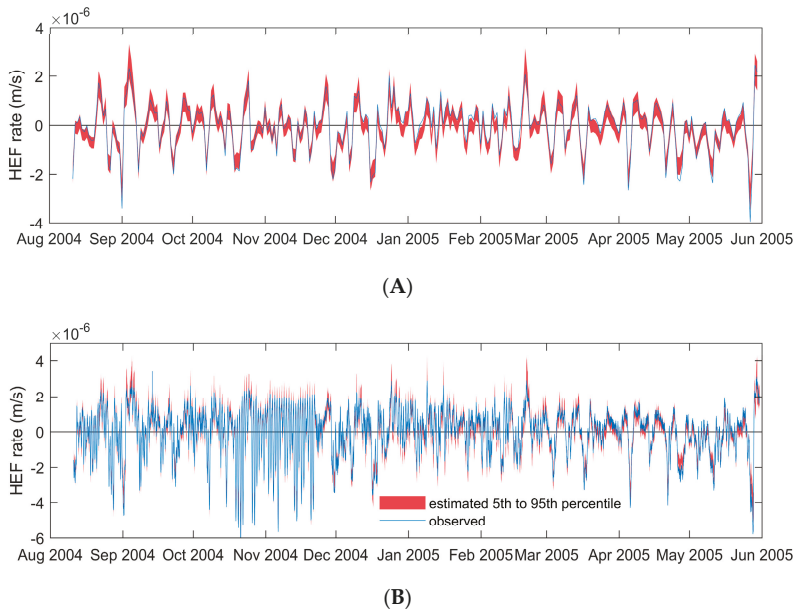 ×10⁻⁶
4
2
0
-2
-4
HEF rate (m/s)
Aug 2004 Sep 2004 Oct 2004 Nov 2004 Dec 2004 Jan 2005 Feb 2005 Mar 2005 Apr 2005 May 2005 Jun 2005
(A)
×10⁻⁶
4
2
0
-2
-4
-6
HEF rate (m/s)
estimated 5th to 95th percentile
observed
Aug 2004 Sep 2004 Oct 2004 Nov 2004 Dec 2004 Jan 2005 Feb 2005 Mar 2005 Apr 2005 May 2005 Jun 2005
(B)